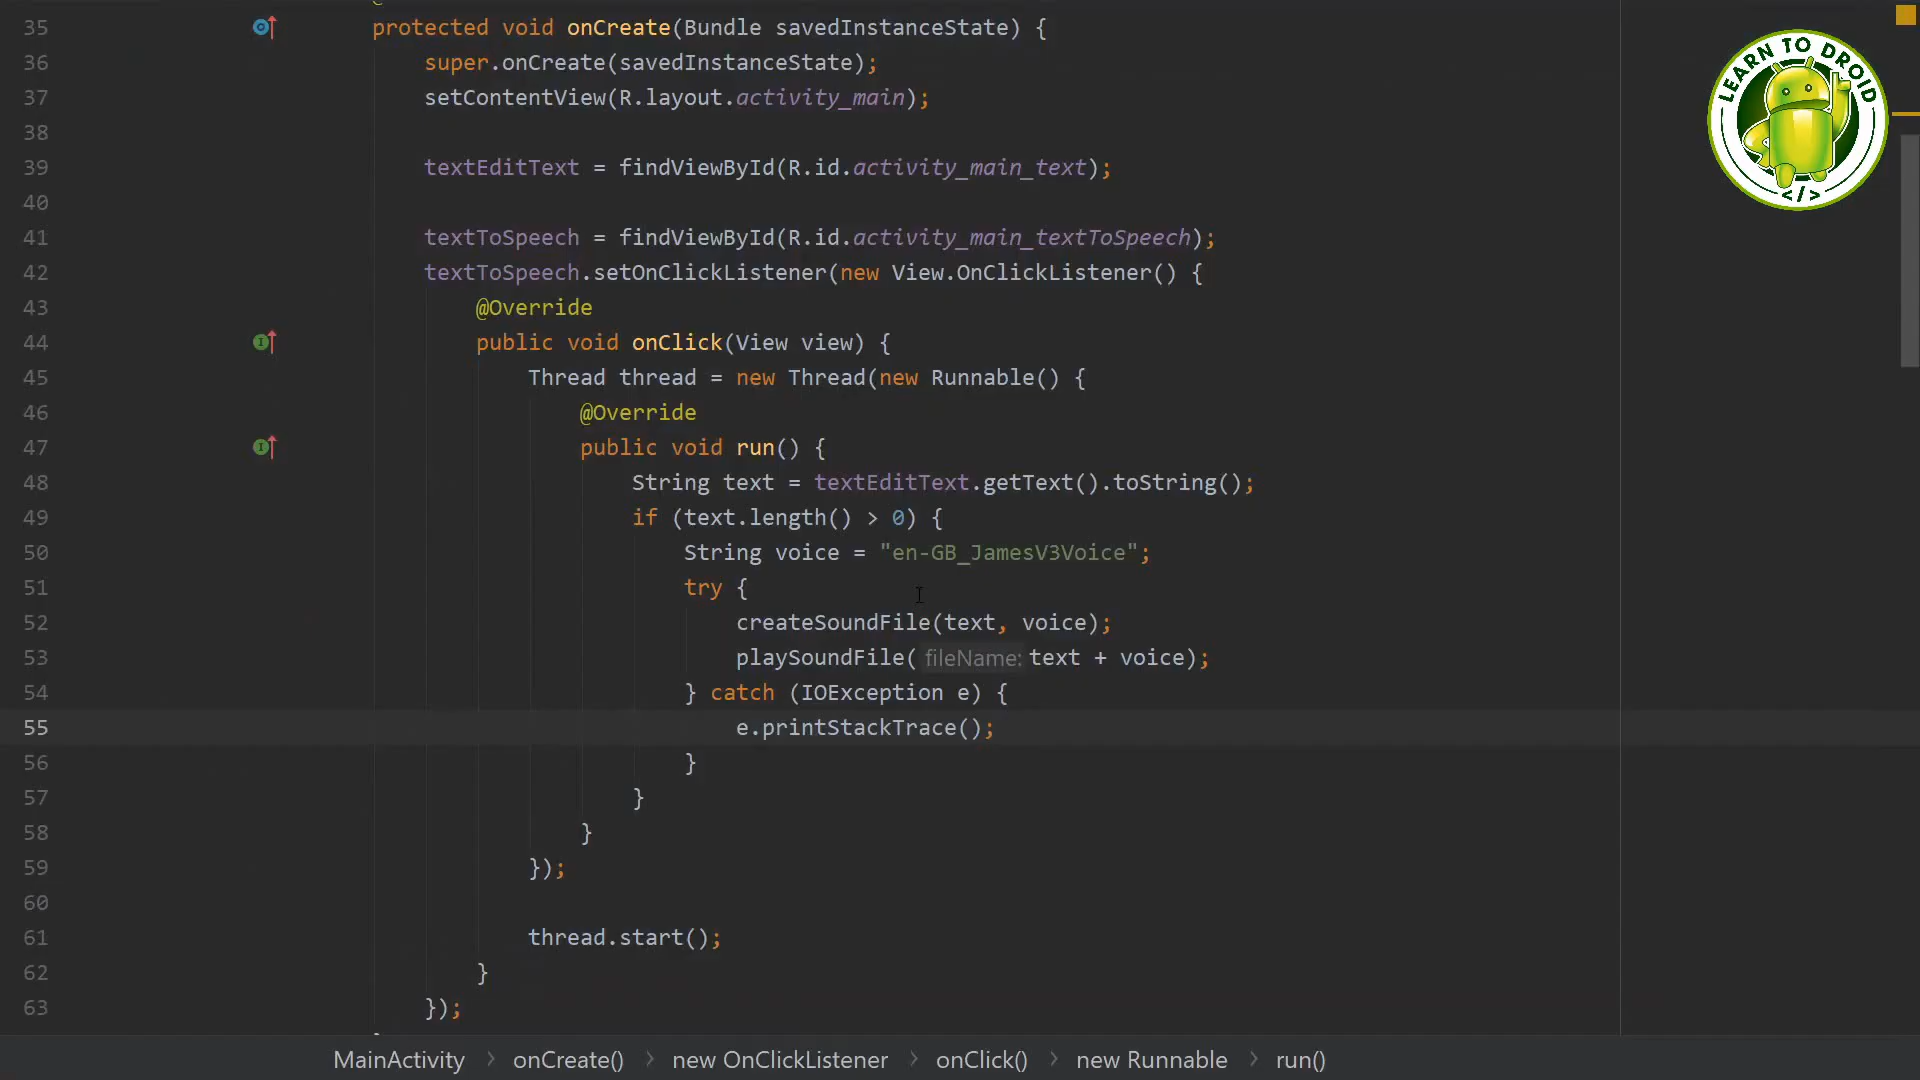 35 protected void onCreate(Bundle savedInstanceState) {
36 super.onCreate(savedInstanceState);
37 setContentView(R.layout.activity_main);
38
39 textEditText = findViewById(R.id.activity_main_text);
40
41 textToSpeech = findViewById(R.id.activity_main_textToSpeech);
42 textToSpeech.setOnClickListener(new View.OnClickListener() {
43 @Override
44 public void onClick(View view) {
45 Thread thread = new Thread(new Runnable() {
46 @Override
47 public void run() {
48 String text = textEditText.getText().toString();
49 if (text.length() > 0) {
50 String voice = "en-GB_JamesV3Voice";
51 try {
52 createSoundFile(text, voice);
53 playSoundFile( fileName: text + voice);
54 } catch (IOException e) {
55 e.printStackTrace();
56 }
57 }
58 }
59 });
60
61 thread.start();
62 }
63 });
MainActivity > onCreate() > new OnClickListener > onClick() > new Runnable > run()
LEARN TO DROID
</>